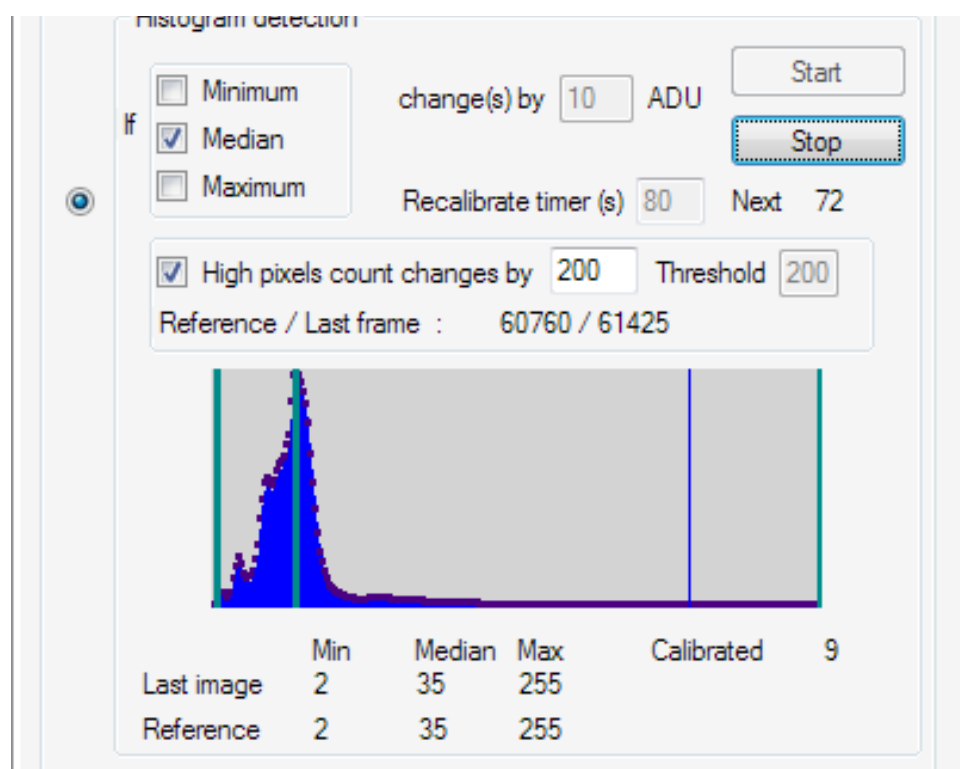 Histogram detection
Minimum
change(s) by 10 ADU
Start
If
Median
Stop
Maximum
Recalibrate timer (s) 80 Next 72
High pixels count changes by 200 Threshold 200
Reference / Last frame : 60760 / 61425
Min Median Max Calibrated 9
Last image 2 35 255
Reference 2 35 255